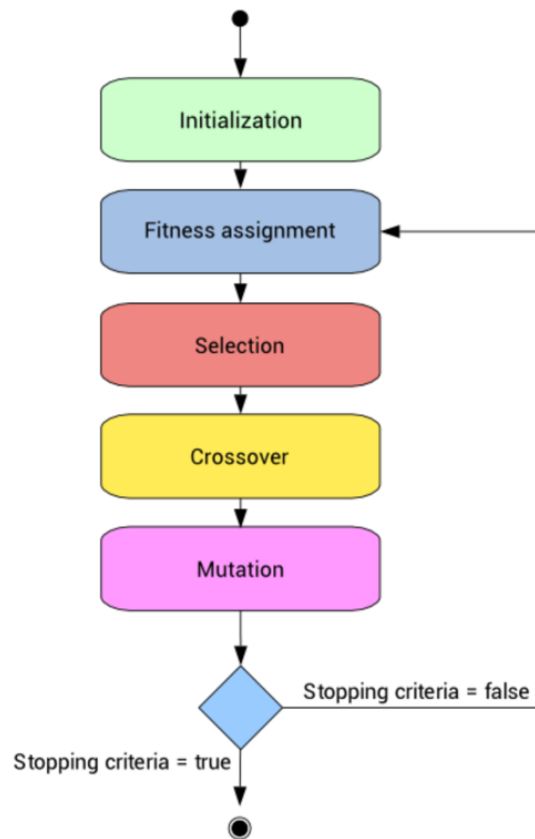 Initialization
Fitness assignment
Selection
Crossover
Mutation
Stopping criteria = false
Stopping criteria = true